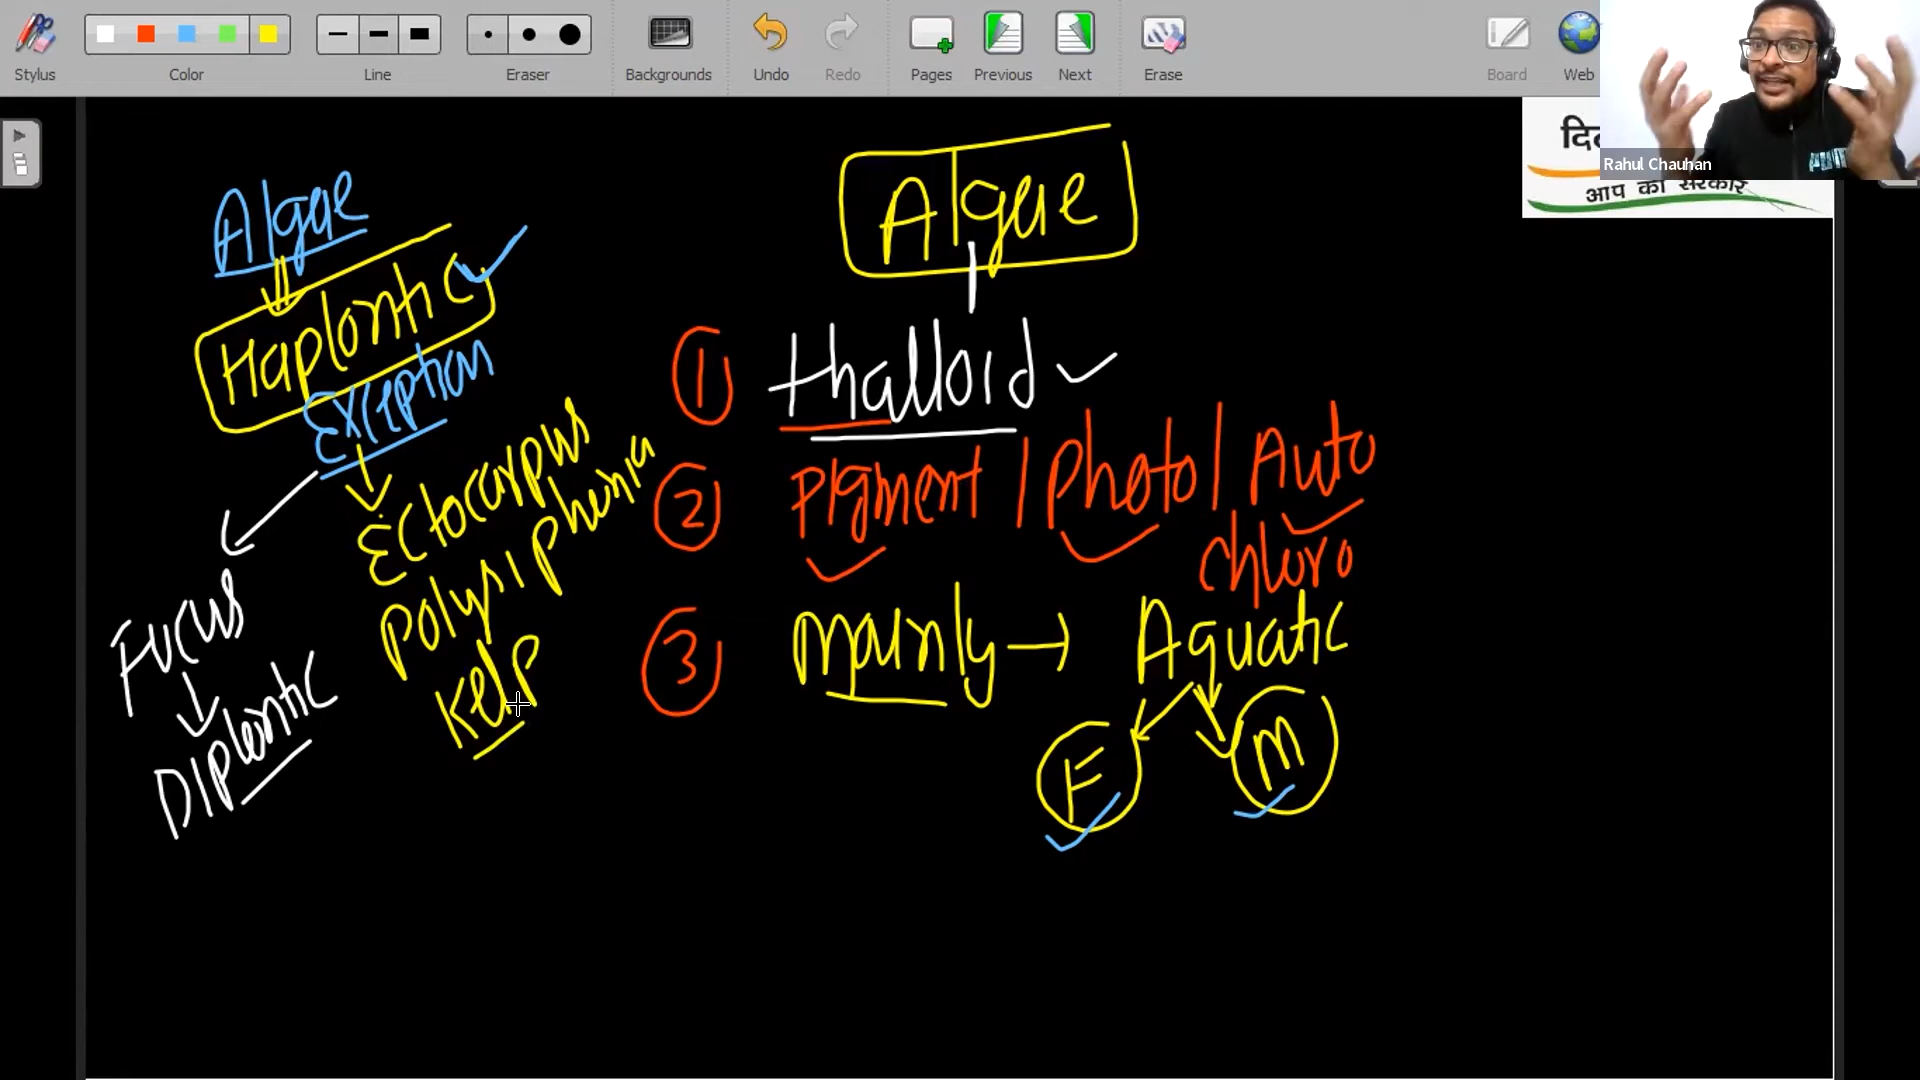 Stylus
Color
Line
Eraser
Backgrounds
Undo
Redo
Pages
Previous
Next
Erase
Board
Web
Rahul Chauhan
आप की सरकार
Algae
Haplontic
Exception
Ectocarpus
Polysiphenia
Kelp
Fucus
Diplontic
Algae
1 thalloid
2 Pigment | Photo | Auto
chloro
3 Mainly → Aquatic
F M